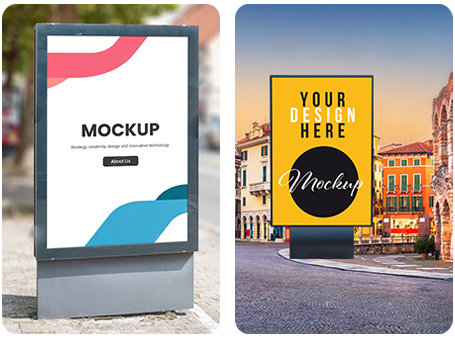 MOCKUP
Strategy, creativity, design and innovative technology
About Us
YOUR
DESIGN
HERE
Mockup